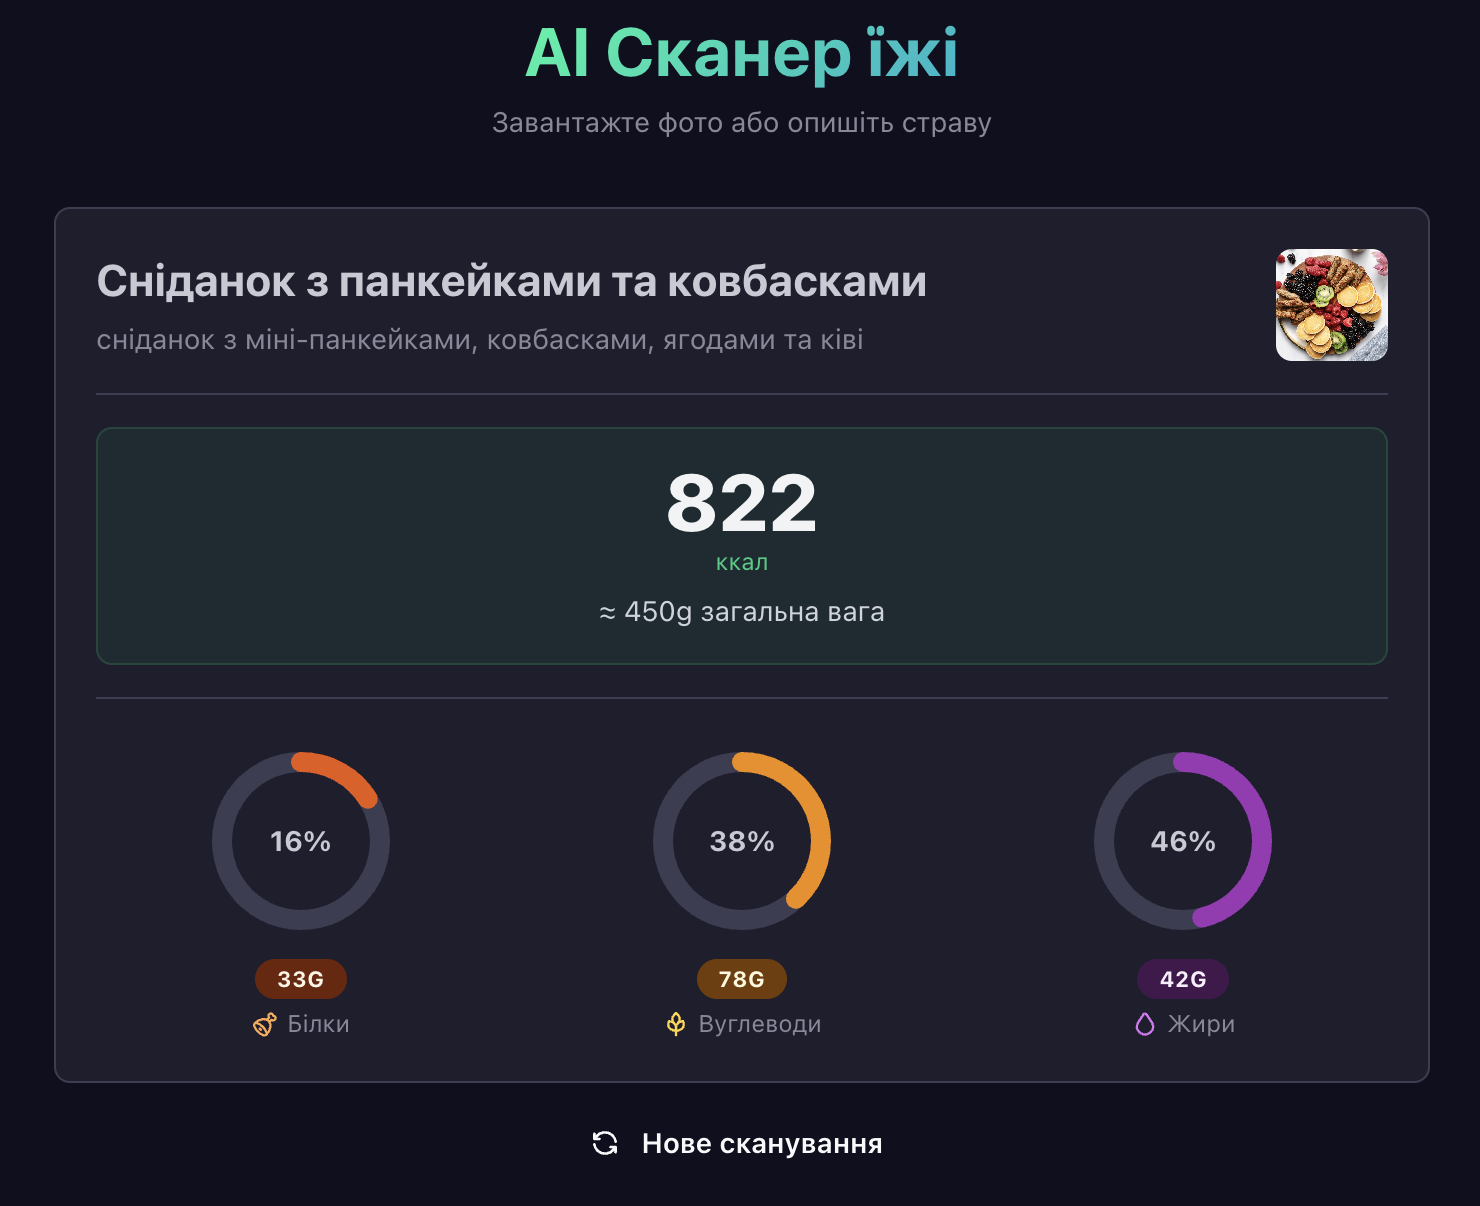 AI Сканер їжі
Завантажте фото або опишіть страву
Сніданок з панкейками та ковбасками
сніданок з міні-панкейками, ковбасками, ягодами та ківі
822
ккал
≈ 450g загальна вага
16%
38%
46%
33G
78G
42G
Білки
Вуглеводи
Жири
Нове сканування